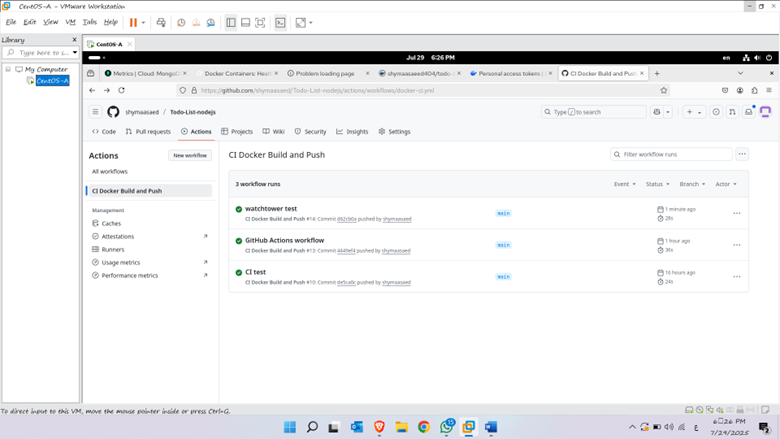 CentOS-A - VMware Workstation
File Edit View VM Tabs Help
Library
Type here to s...
My Computer
CentOS-A
CentOS-A
Jul 29 6:26 PM
en
Metrics | Cloud: MongoD
Docker Containers: Healt
Problem loading page
shymaasaeed404/todo-
Personal access tokens |
CI Docker Build and Push
https://github.com/shymaasaed/Todo-List-nodejs/actions/workflows/docker-ci.yml
shymaasaed / Todo-List-nodejs
Type / to search
Code Pull requests Actions Projects Wiki Security Insights Settings
Actions
New workflow
All workflows
CI Docker Build and Push
Management
Caches
Attestations
Runners
Usage metrics
Performance metrics
CI Docker Build and Push
Filter workflow runs
3 workflow runs
Event Status Branch Actor
watchtower test
CI Docker Build and Push #14: Commit pushed by shymaasaed
main
1 minute ago
28s
GitHub Actions workflow
CI Docker Build and Push #13: Commit pushed by shymaasaed
main
1 hour ago
36s
CI test
CI Docker Build and Push #10: Commit pushed by shymaasaed
main
16 hours ago
24s
To direct input to this VM, move the mouse pointer inside or press Ctrl+G.
26 PM
7/29/2025